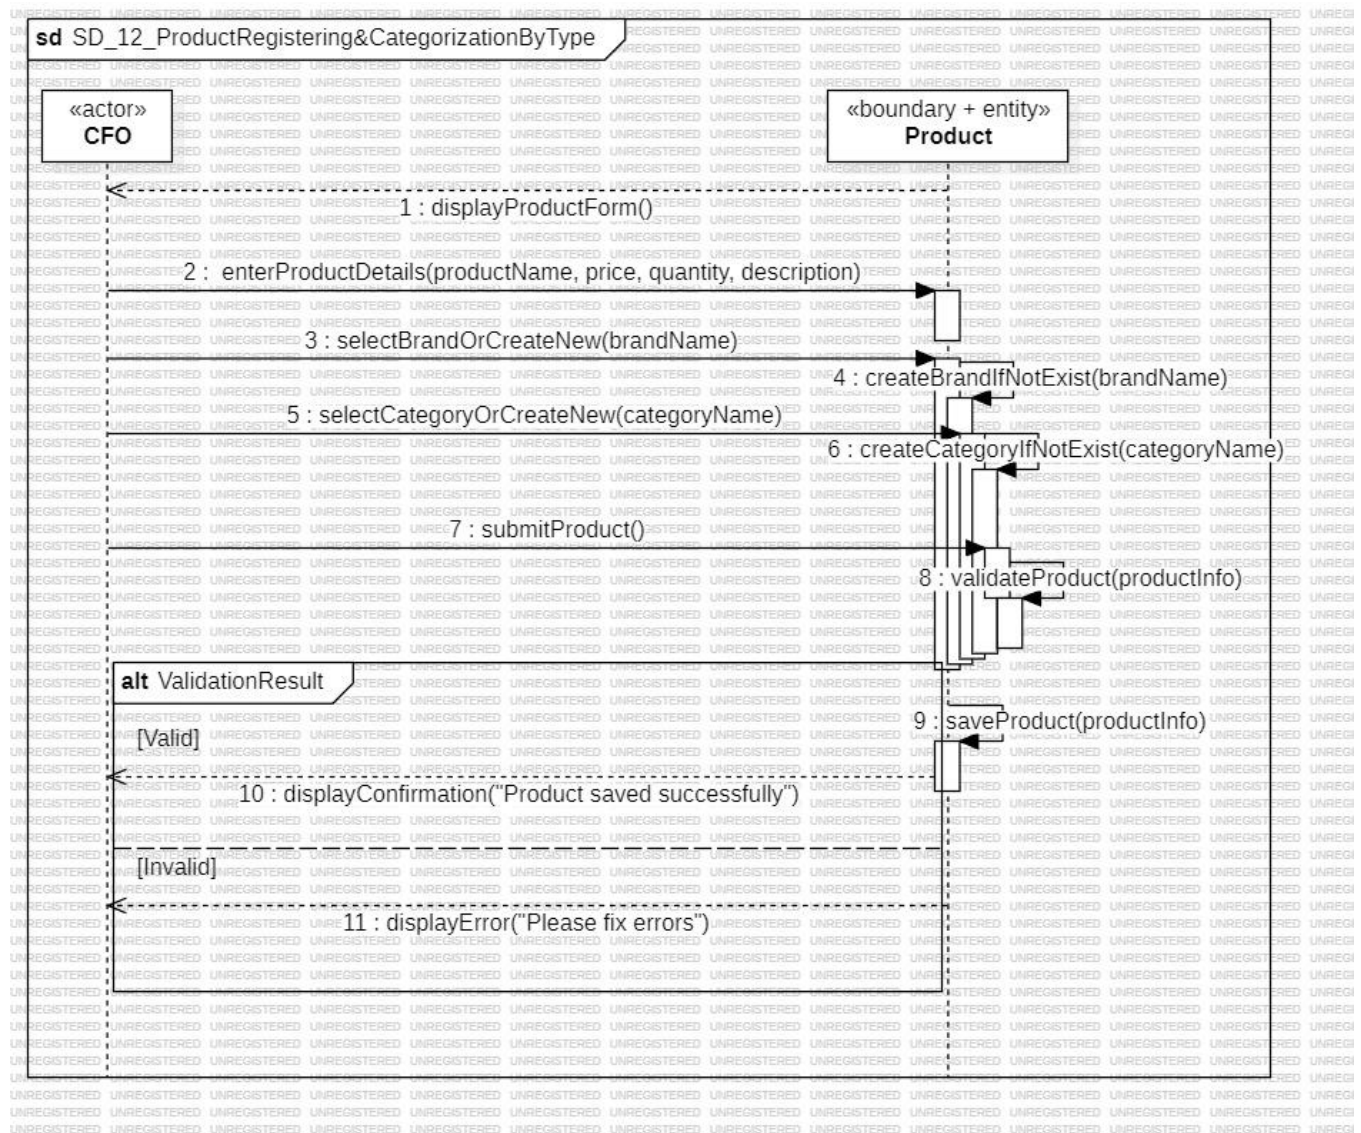 sd SD_12_ProductRegistering&CategorizationByType
«actor»
CFO
«boundary + entity»
Product
1 : displayProductForm()
2 : enterProductDetails(productName, price, quantity, description)
3 : selectBrandOrCreateNew(brandName)
4 : createBrandIfNotExist(brandName)
5 : selectCategoryOrCreateNew(categoryName)
6 : createCategoryIfNotExist(categoryName)
7 : submitProduct()
8 : validateProduct(productInfo)
alt ValidationResult
9 : saveProduct(productInfo)
[Valid]
10 : displayConfirmation("Product saved successfully")
[Invalid]
11 : displayError("Please fix errors")
UNREGISTERED